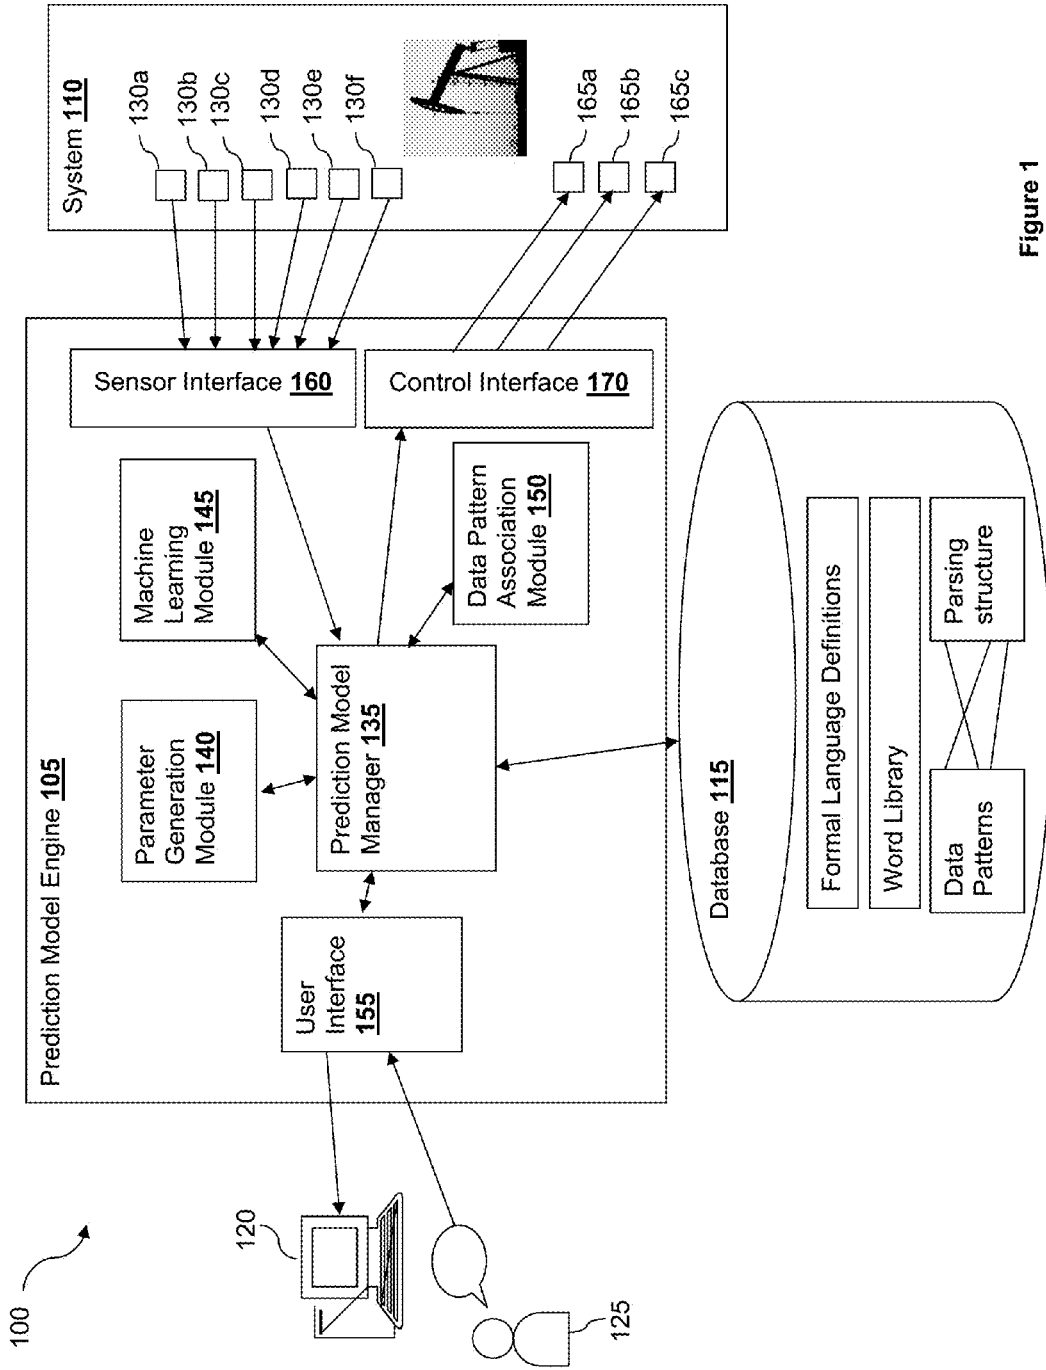 100
Prediction Model Engine 105
System 110
130a
130b
130c
130d
130e
130f
165a
165b
165c
Parameter
Generation
Module 140
Machine
Learning
Module 145
Sensor Interface 160
Control Interface 170
User
Interface
155
Prediction Model
Manager 135
Data Pattern
Association
Module 150
120
125
Database 115
Formal Language Definitions
Word Library
Data
Patterns
Parsing
structure
Figure 1